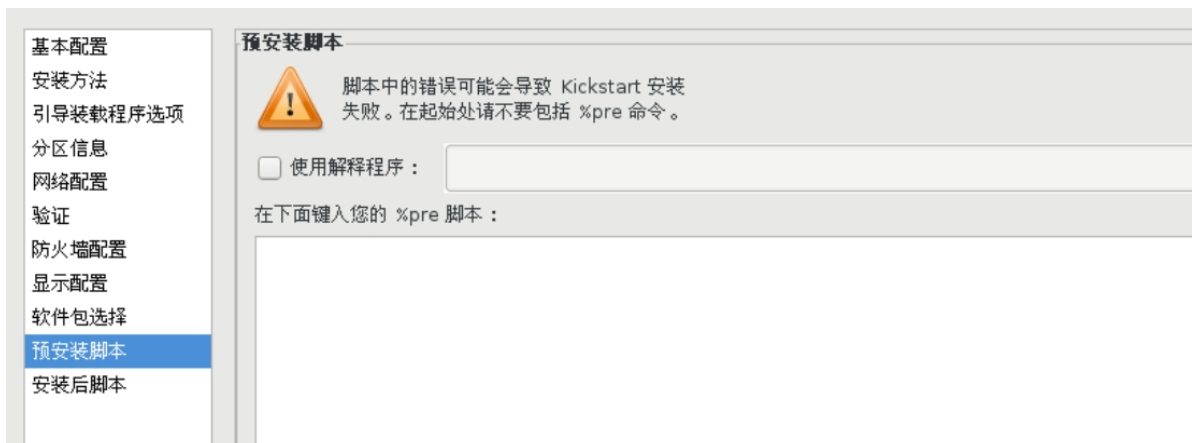 基本配置
安装方法
引导装载程序选项
分区信息
网络配置
验证
防火墙配置
显示配置
软件包选择
预安装脚本
安装后脚本
预安装脚本
脚本中的错误可能会导致 Kickstart 安装
失败。在起始处请不要包括 %pre 命令。
使用解释程序：
在下面键入您的 %pre 脚本：